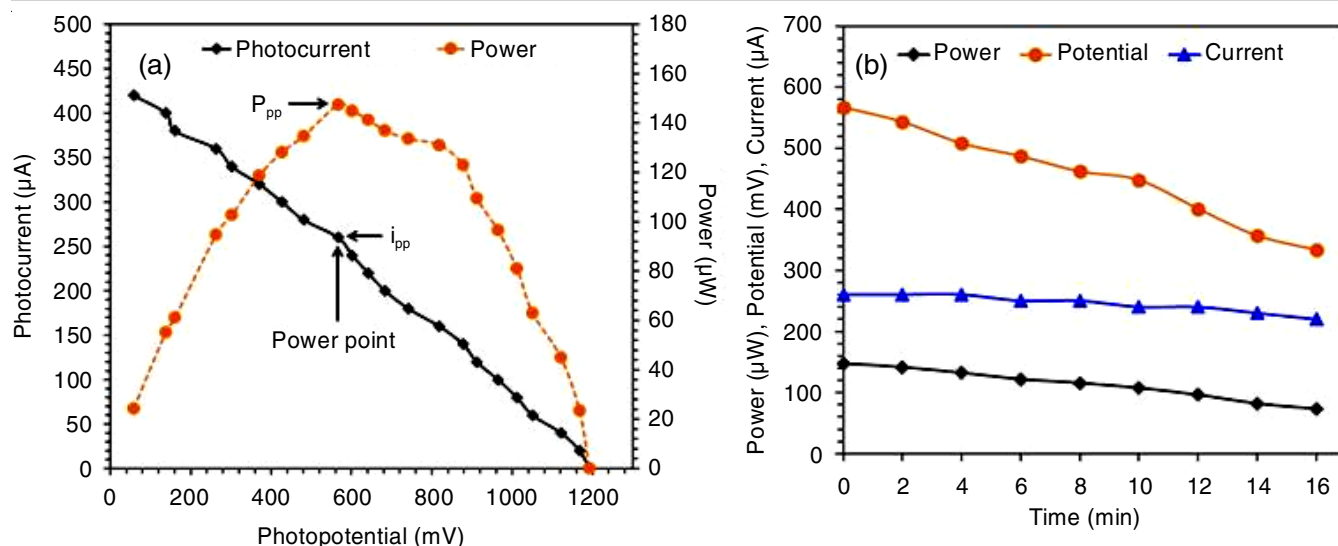 (a)
Photocurrent
Power
P_pp
i_pp
Power point
500
450
400
350
300
250
200
150
100
50
0
Photocurrent (µA)
180
160
140
120
100
80
60
40
20
0
Power (µW)
0 200 400 600 800 1000 1200
Photopotential (mV)
(b)
Power
Potential
Current
700
600
500
400
300
200
100
0
Power (µW), Potential (mV), Current (µA)
0 2 4 6 8 10 12 14 16
Time (min)